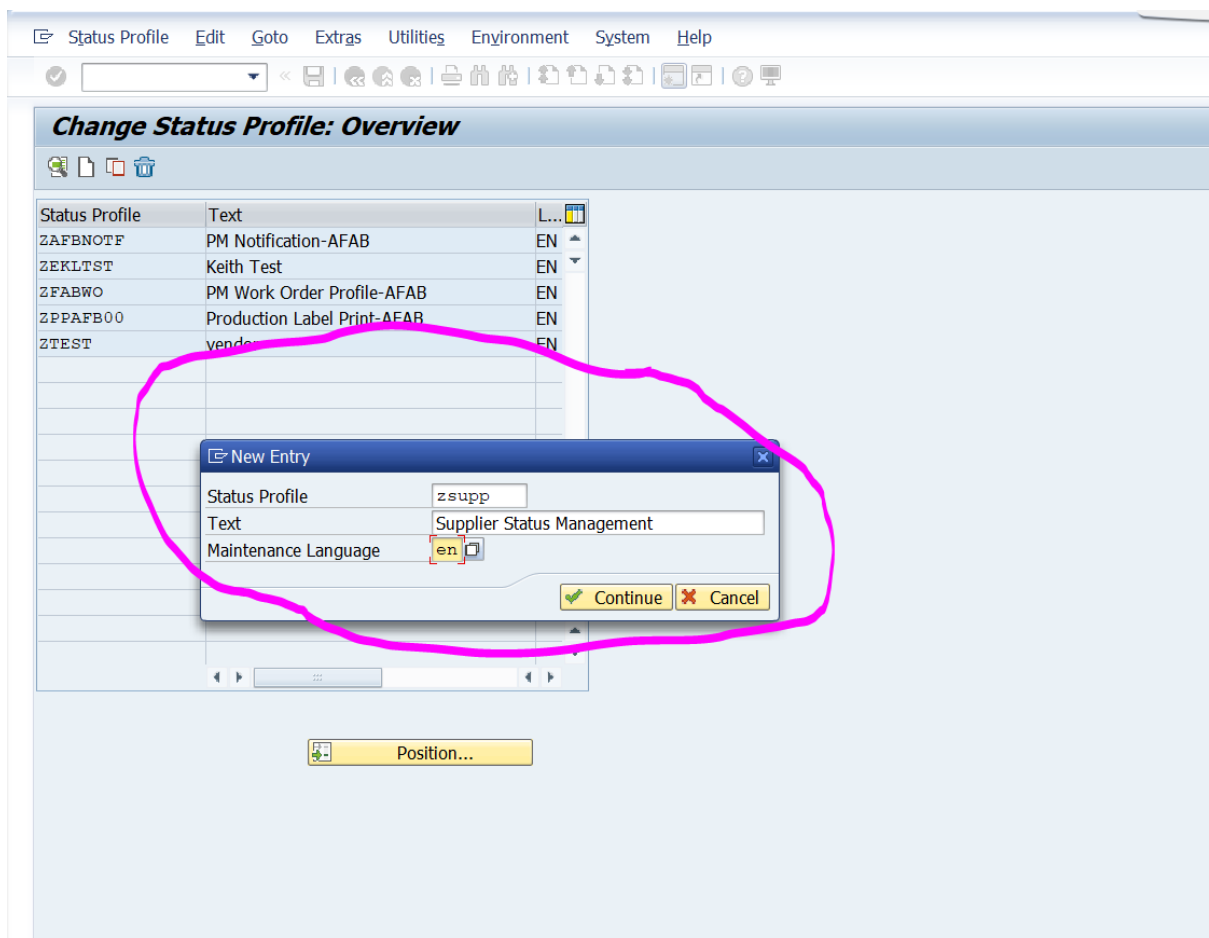 Status Profile Edit Goto Extras Utilities Environment System Help
Change Status Profile: Overview
Status Profile Text L...
ZAFBNOTF PM Notification-AFAB EN
ZEKLTST Keith Test EN
ZFABWO PM Work Order Profile-AFAB EN
ZPPAFB00 Production Label Print-AFAB EN
ZTEST EN
New Entry
Status Profile zsupp
Text Supplier Status Management
Maintenance Language en
Continue Cancel
Position...